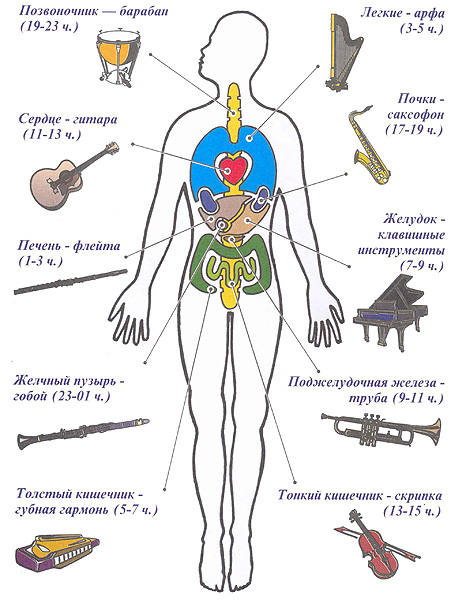 Позвоночник — барабан
(19-23 ч.)
Легкие - арфа
(3-5 ч.)
Сердце - гитара
(11-13 ч.)
Почки -
саксофон
(17-19 ч.)
Печень - флейта
(1-3 ч.)
Желудок -
клавишные
инструменты
(7-9 ч.)
Желчный пузырь -
гобой (23-01 ч.)
Поджелудочная железа -
труба (9-11 ч.)
Толстый кишечник -
губная гармонь (5-7 ч.)
Тонкий кишечник - скрипка
(13-15 ч.)